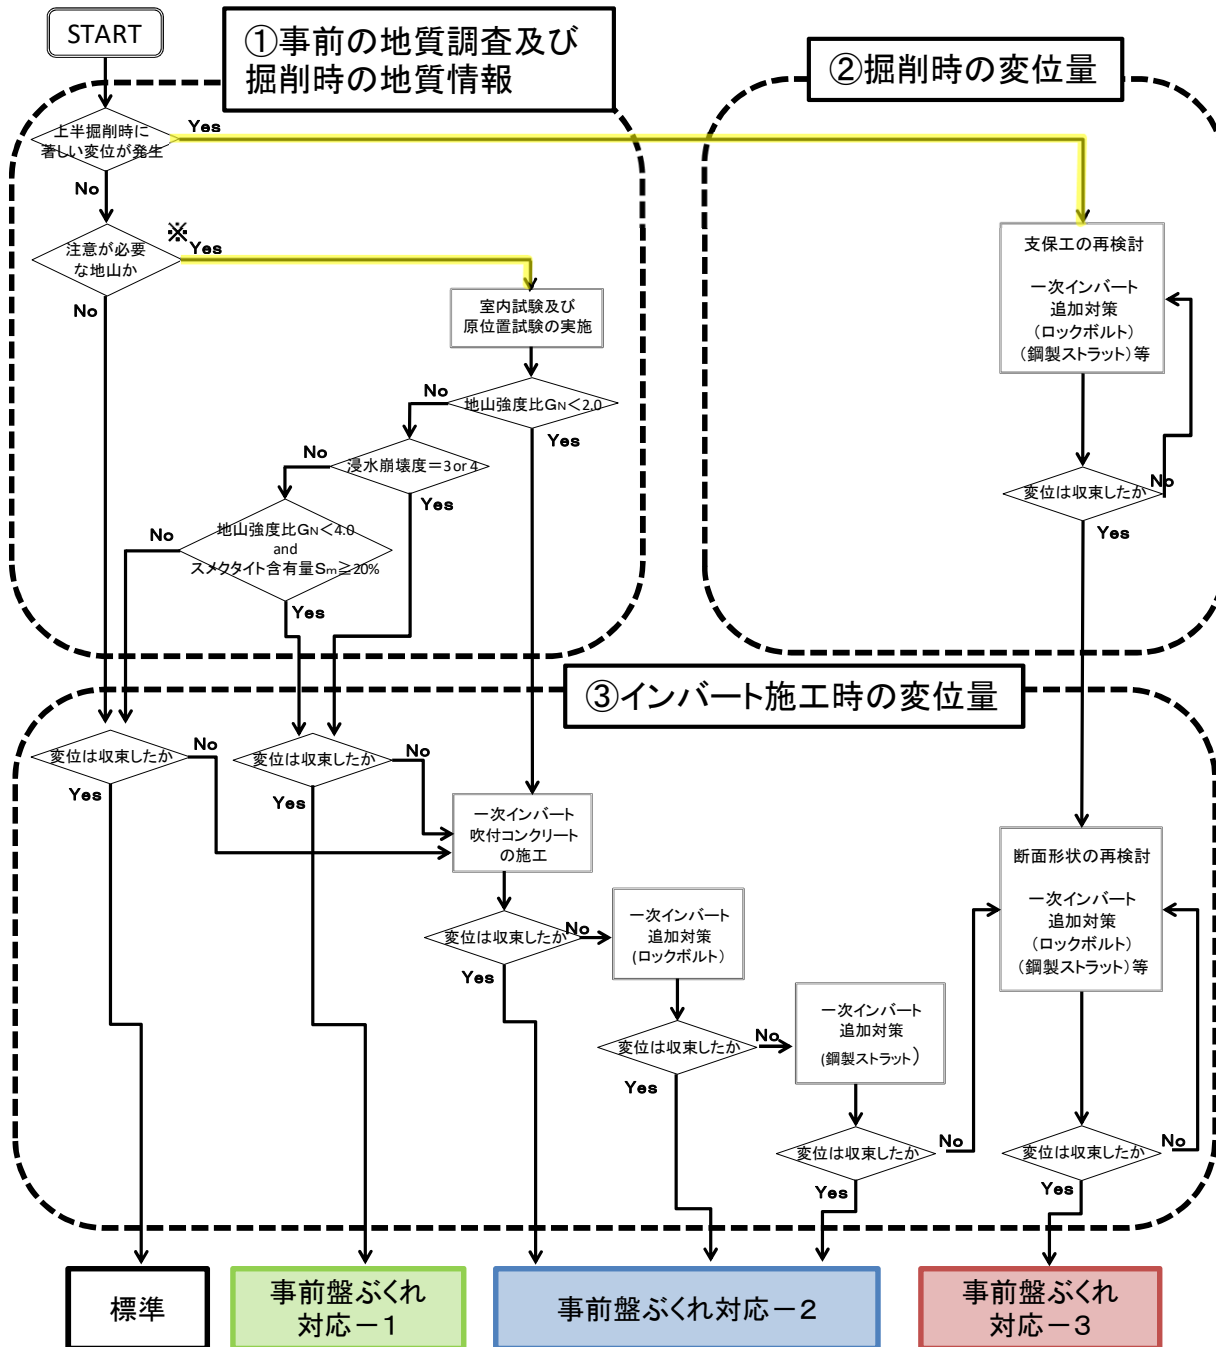 START
①事前の地質調査及び
掘削時の地質情報
②掘削時の変位量
上半掘削時に
著しい変位が発生
Yes
No
注意が必要
な地山か
※
Yes
No
室内試験及び
原位置試験の実施
支保工の再検討
一次インバート
追加対策
(ロックボルト)
(鋼製ストラット)等
地山強度比GN<2.0
No
Yes
浸水崩壊度=3 or 4
No
Yes
変位は収束したか
No
Yes
地山強度比GN<4.0
and
スメクタイト含有量Sm≧20%
No
Yes
③インバート施工時の変位量
変位は収束したか
No
Yes
変位は収束したか
No
Yes
一次インバート
吹付コンクリート
の施工
断面形状の再検討
一次インバート
追加対策
(ロックボルト)
(鋼製ストラット)等
変位は収束したか
No
Yes
一次インバート
追加対策
(ロックボルト)
変位は収束したか
No
Yes
一次インバート
追加対策
(鋼製ストラット)
変位は収束したか
No
Yes
変位は収束したか
No
Yes
標準
事前盤ぶくれ
対応-1
事前盤ぶくれ対応-2
事前盤ぶくれ
対応-3